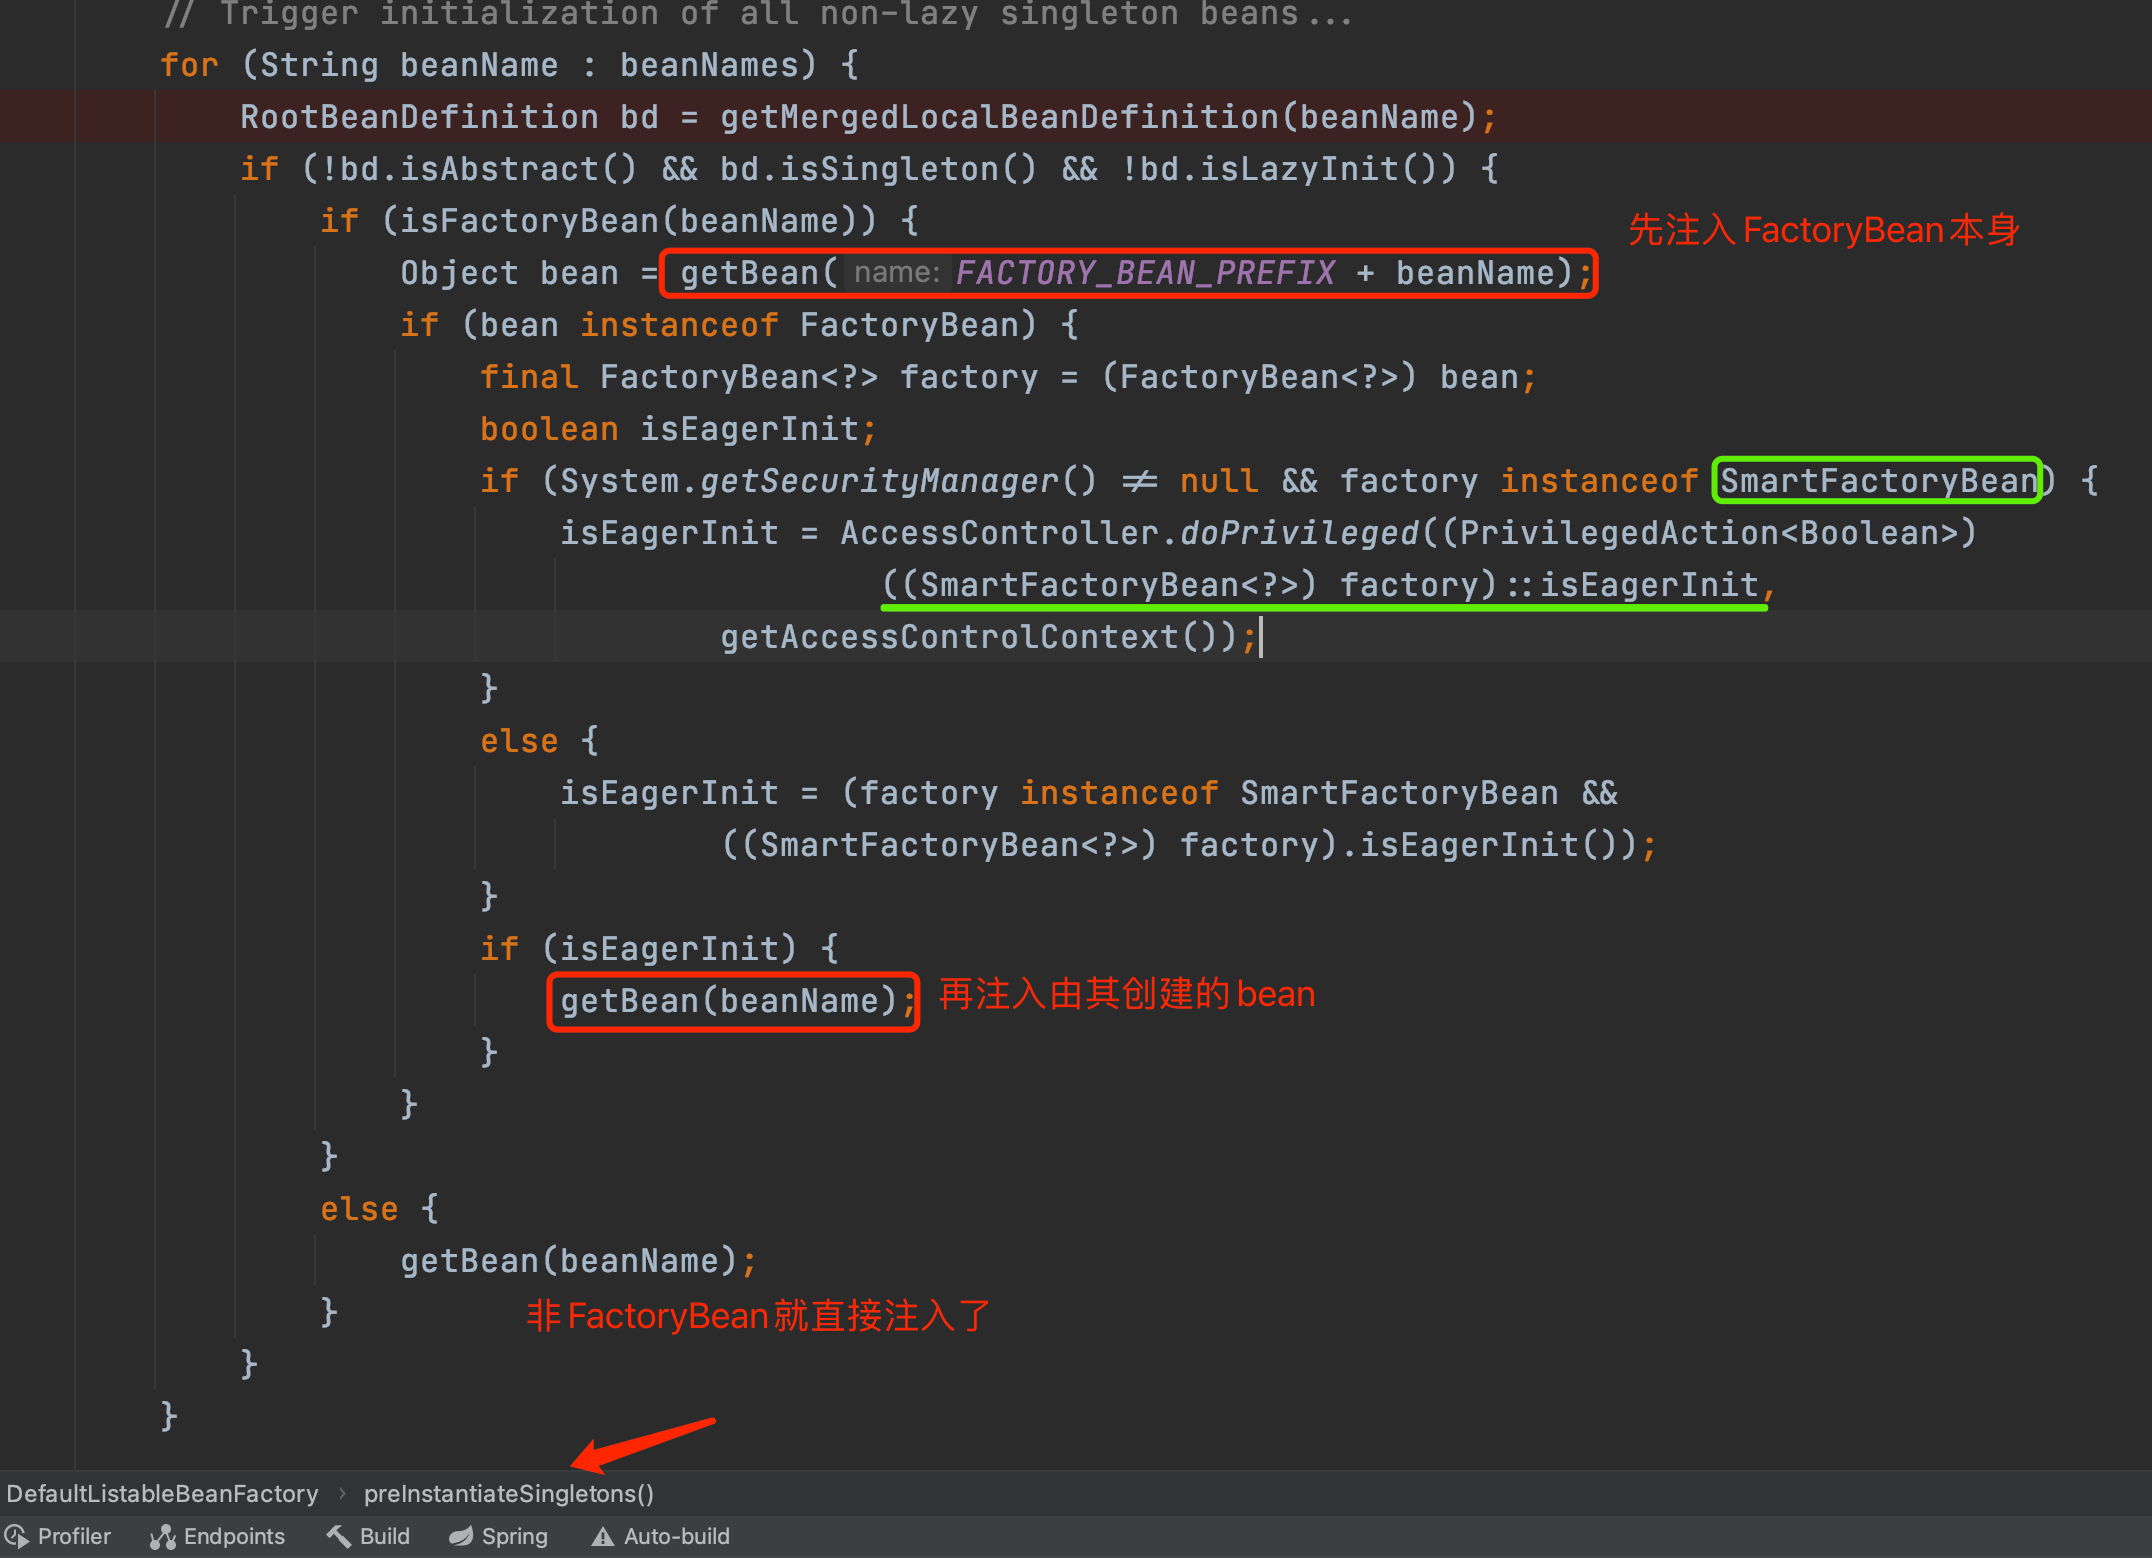 // Trigger initialization of all non-lazy singleton beans...
for (String beanName : beanNames) {
RootBeanDefinition bd = getMergedLocalBeanDefinition(beanName);
if (!bd.isAbstract() && bd.isSingleton() && !bd.isLazyInit()) {
if (isFactoryBean(beanName)) {
先注入FactoryBean本身
Object bean = getBean( name: FACTORY_BEAN_PREFIX + beanName);
if (bean instanceof FactoryBean) {
final FactoryBean<?> factory = (FactoryBean<?>) bean;
boolean isEagerInit;
if (System.getSecurityManager() != null && factory instanceof SmartFactoryBean) {
isEagerInit = AccessController.doPrivileged((PrivilegedAction<Boolean>)
((SmartFactoryBean<?>) factory)::isEagerInit,
getAccessControlContext());
}
else {
isEagerInit = (factory instanceof SmartFactoryBean &&
((SmartFactoryBean<?>) factory).isEagerInit());
}
if (isEagerInit) {
getBean(beanName); 再注入由其创建的bean
}
}
}
else {
getBean(beanName);
} 非FactoryBean就直接注入了
}
}
DefaultListableBeanFactory › preInstantiateSingletons()
Profiler Endpoints Build Spring Auto-build